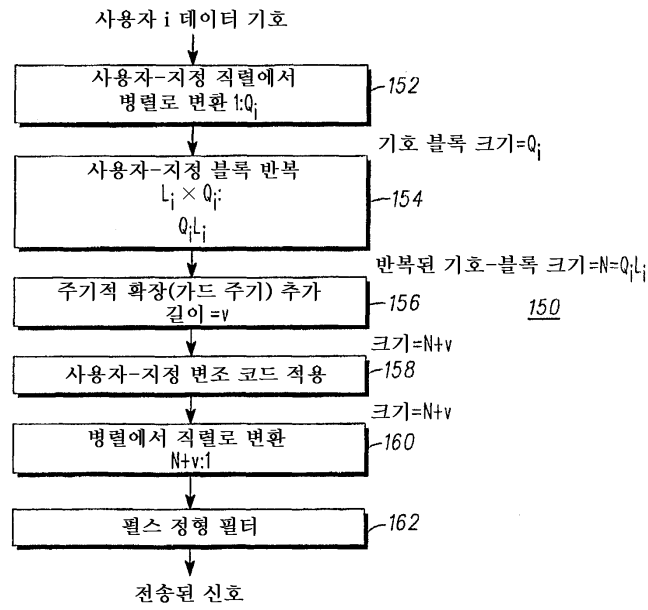 사용자 i 데이터 기호
사용자-지정 직렬에서
병렬로 변환 1:Qi
152
기호 블록 크기=Qi
사용자-지정 블록 반복
Li × Qi:
QiLi
154
반복된 기호-블록 크기=N=QiLi
주기적 확장(가드 주기) 추가
길이=v
156
150
크기=N+v
사용자-지정 변조 코드 적용
158
크기=N+v
병렬에서 직렬로 변환
N+v:1
160
펄스 정형 필터
162
전송된 신호